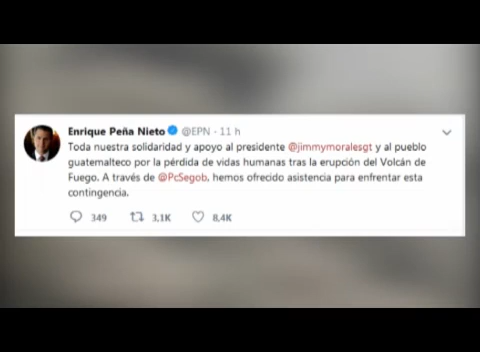 Enrique Peña Nieto @EPN · 11 h
Toda nuestra solidaridad y apoyo al presidente @jimmymoralesgt y al pueblo
guatemalteco por la pérdida de vidas humanas tras la erupción del Volcán de
Fuego. A través de @PcSegob, hemos ofrecido asistencia para enfrentar esta
contingencia.
349 3,1K 8,4K